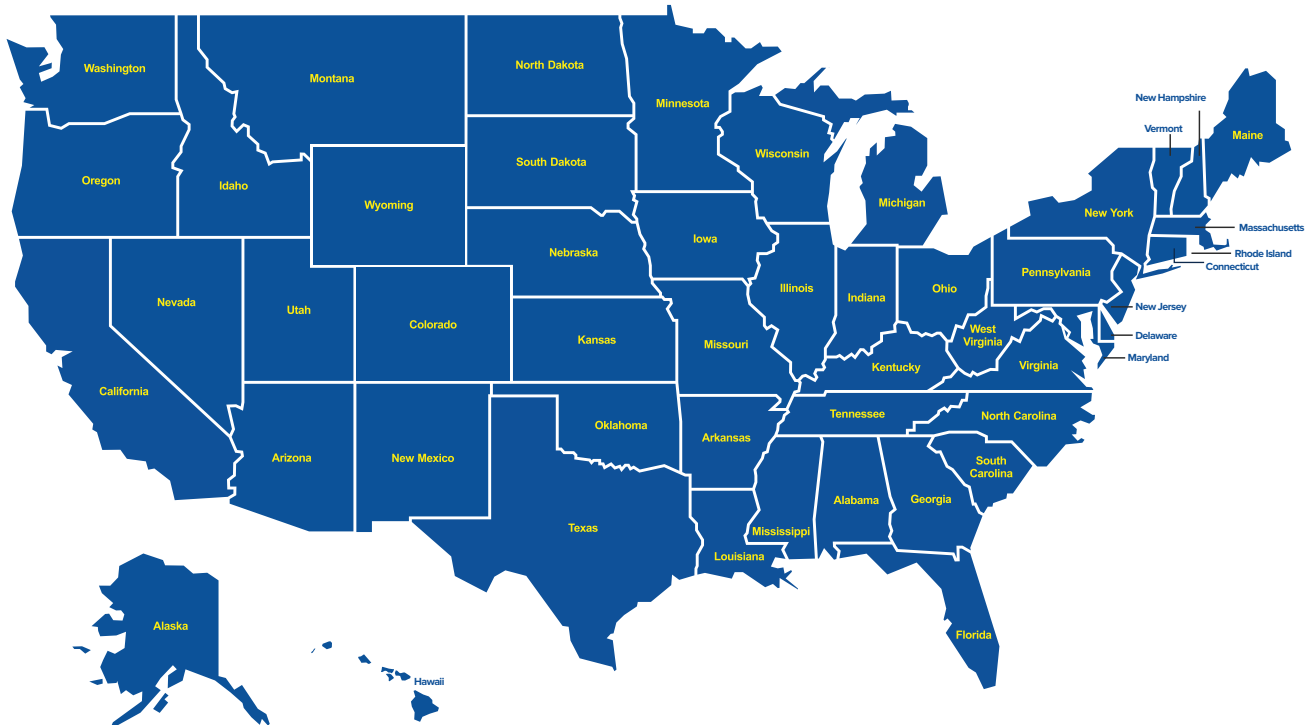 New Hampshire
Vermont
Washington
North Dakota
Montana
Minnesota
Maine
Wisconsin
South Dakota
Oregon
Idaho
Wyoming
Michigan
New York
Massachusetts
Iowa
Nebraska
Rhode Island
Connecticut
Pennsylvania
Nevada
Utah
Illinois
Indiana
Ohio
New Jersey
Colorado
Kansas
Missouri
West
Virginia
Delaware
Maryland
Kentucky
Virginia
California
Tennessee
North Carolina
Oklahoma
Arkansas
Arizona
New Mexico
South
Carolina
Alabama
Georgia
Texas
Mississippi
Louisiana
Alaska
Florida
Hawaii